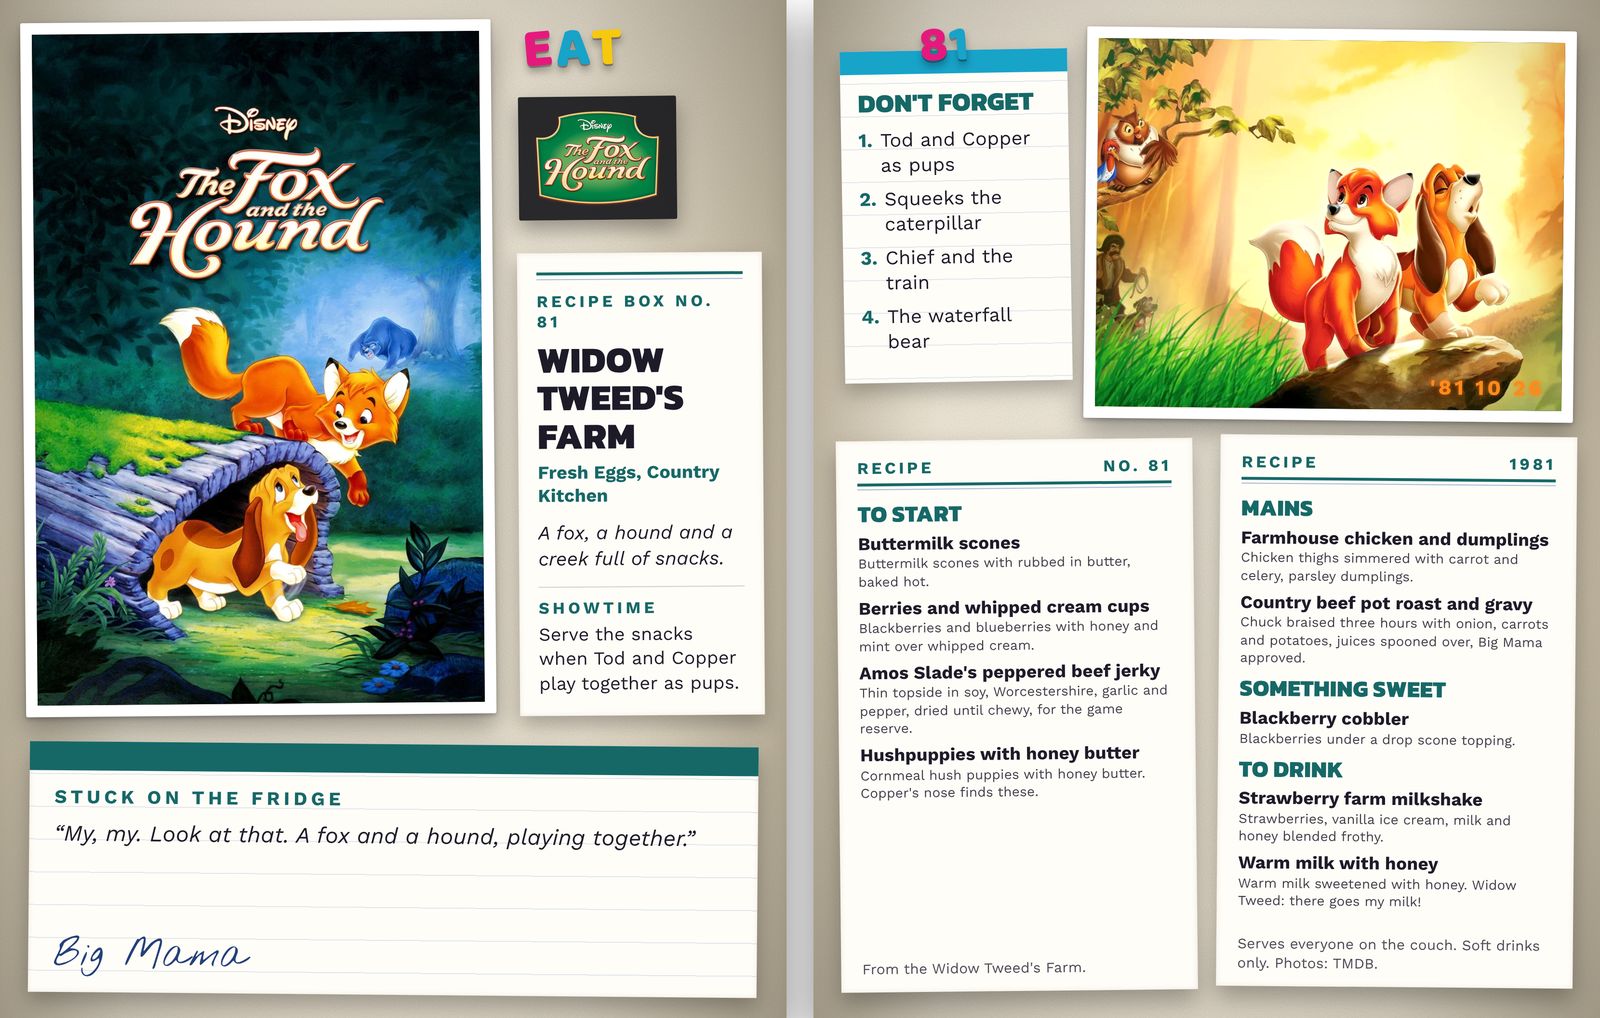 Disney
The Fox
and the
Hound
EAT
Disney
The Fox
and the
Hound
RECIPE BOX NO.
81
WIDOW
TWEED'S
FARM
Fresh Eggs, Country
Kitchen
A fox, a hound and a
creek full of snacks.
SHOWTIME
Serve the snacks
when Tod and Copper
play together as pups.
STUCK ON THE FRIDGE
“My, my. Look at that. A fox and a hound, playing together.”
Big Mama
81
DON'T FORGET
1. Tod and Copper
as pups
2. Squeeks the
caterpillar
3. Chief and the
train
4. The waterfall
bear
'81 10 26
RECIPE NO. 81
TO START
Buttermilk scones
Buttermilk scones with rubbed in butter,
baked hot.
Berries and whipped cream cups
Blackberries and blueberries with honey and
mint over whipped cream.
Amos Slade's peppered beef jerky
Thin topside in soy, Worcestershire, garlic and
pepper, dried until chewy, for the game
reserve.
Hushpuppies with honey butter
Cornmeal hush puppies with honey butter.
Copper's nose finds these.
From the Widow Tweed's Farm.
RECIPE 1981
MAINS
Farmhouse chicken and dumplings
Chicken thighs simmered with carrot and
celery, parsley dumplings.
Country beef pot roast and gravy
Chuck braised three hours with onion, carrots
and potatoes, juices spooned over, Big Mama
approved.
SOMETHING SWEET
Blackberry cobbler
Blackberries under a drop scone topping.
TO DRINK
Strawberry farm milkshake
Strawberries, vanilla ice cream, milk and
honey blended frothy.
Warm milk with honey
Warm milk sweetened with honey. Widow
Tweed: there goes my milk!
Serves everyone on the couch. Soft drinks
only. Photos: TMDB.